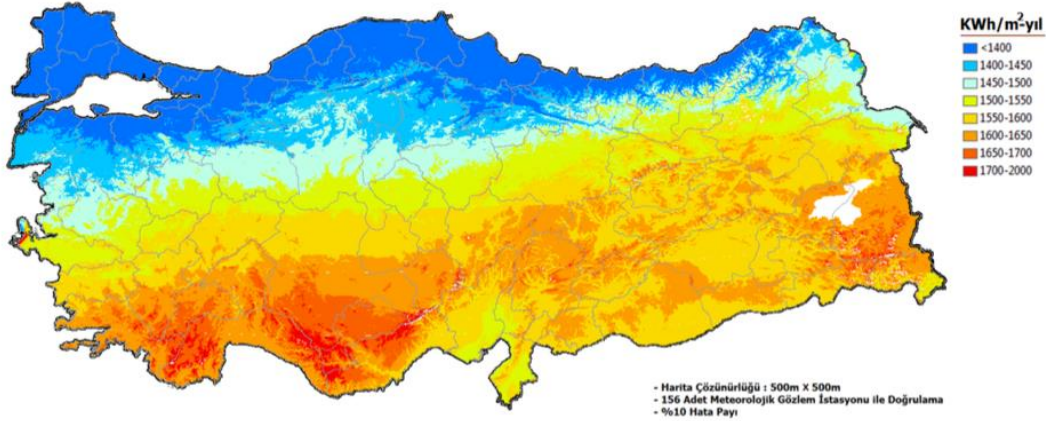 KWh/m²-yıl
<1400
1400-1450
1450-1500
1500-1550
1550-1600
1600-1650
1650-1700
1700-2000
- Harita Çözünürlüğü : 500m X 500m
- 156 Adet Meteorolojik Gözlem İstasyonu ile Doğrulama
- %10 Hata Payı